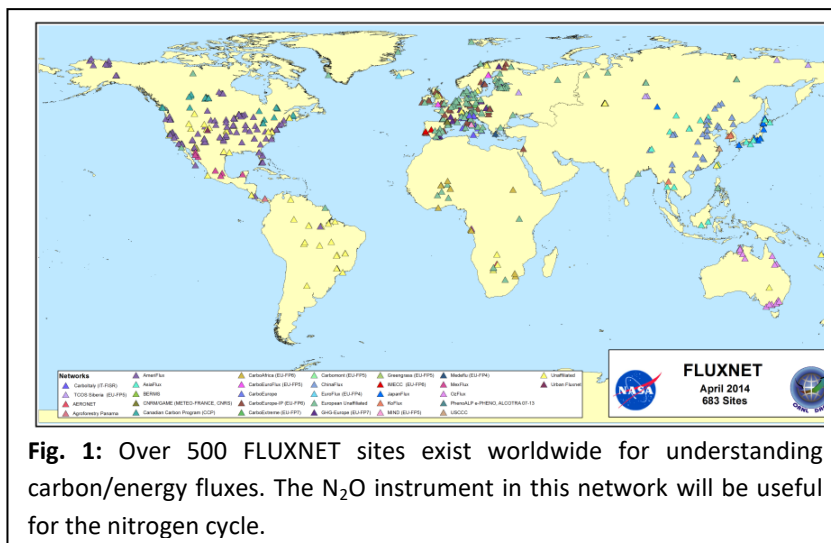 Networks
CarboItaly (IT-FISR)
TCOS Siberia (EU-FP5)
AERONET
Agroforestry Panama
AmeriFlux
AsiaFlux
BERMS
CNRM/GAME (METEO-FRANCE, CNRS)
Canadian Carbon Program (CCP)
CarboAfrica (EU-FP6)
CarboEuroFlux (EU-FP5)
CarboEurope
CarboEurope-IP (EU-FP6)
CarboExtreme (EU-FP7)
Carbomont (EU-FP5)
ChinaFlux
EuroFlux (EU-FP4)
European Unaffiliated
GHG-Europe (EU-FP7)
Greengrass (EU-FP5)
IMECC (EU-FP6)
JapanFlux
KoFlux
MIND (EU-FP5)
Medeflu (EU-FP4)
MexFlux
OzFlux
PhenoALP e-PHENO, ALCOTRA 07-13
USCCC
Unaffiliated
Urban Fluxnet
NASA
FLUXNET
April 2014
683 Sites
ORNL DAAC
Fig. 1: Over 500 FLUXNET sites exist worldwide for understanding
carbon/energy fluxes. The N₂O instrument in this network will be useful
for the nitrogen cycle.